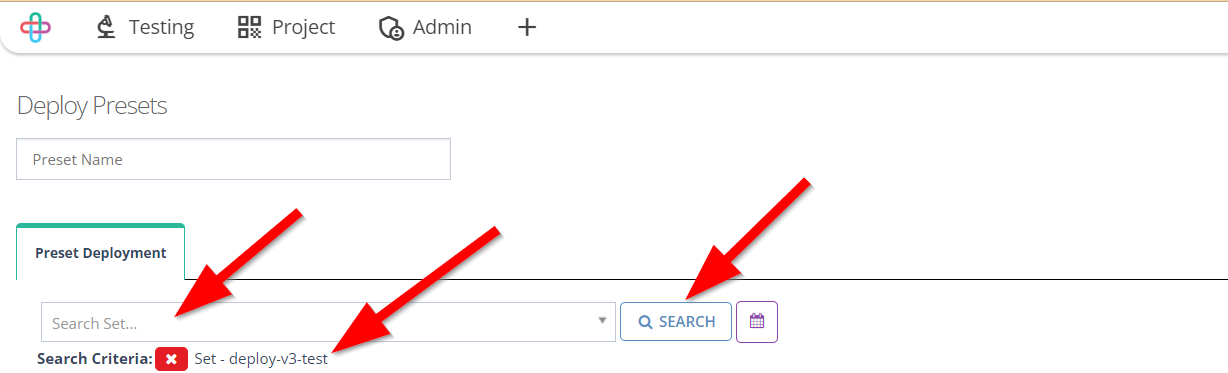 Testing Project Admin
Deploy Presets
Preset Name
Preset Deployment
Search Set... SEARCH
Search Criteria: Set - deploy-v3-test